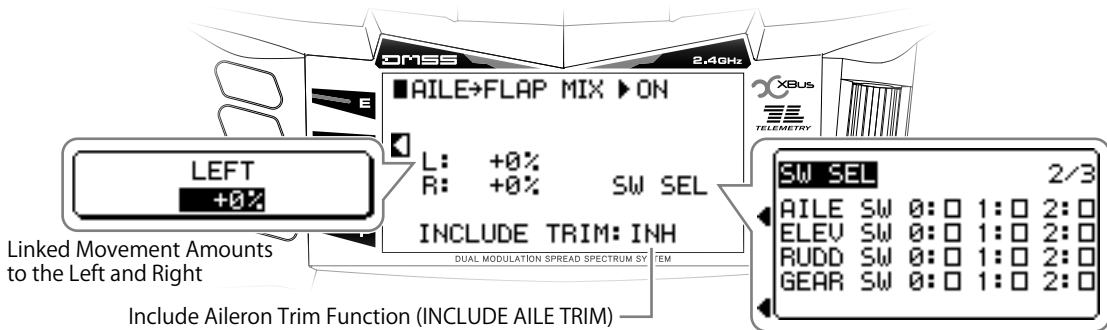 DMSS
2.4GHz
■AILE→FLAP MIX ▶ON
XBus
E
TELEMETRY
LEFT
+0%
L: +0%
R: +0% SW SEL
INCLUDE TRIM: INH
SW SEL 2/3
AILE SW 0:□ 1:□ 2:□
ELEV SW 0:□ 1:□ 2:□
RUDD SW 0:□ 1:□ 2:□
GEAR SW 0:□ 1:□ 2:□
Linked Movement Amounts
to the Left and Right
DUAL MODULATION SPREAD SPECTRUM SYSTEM
Include Aileron Trim Function (INCLUDE AILE TRIM)